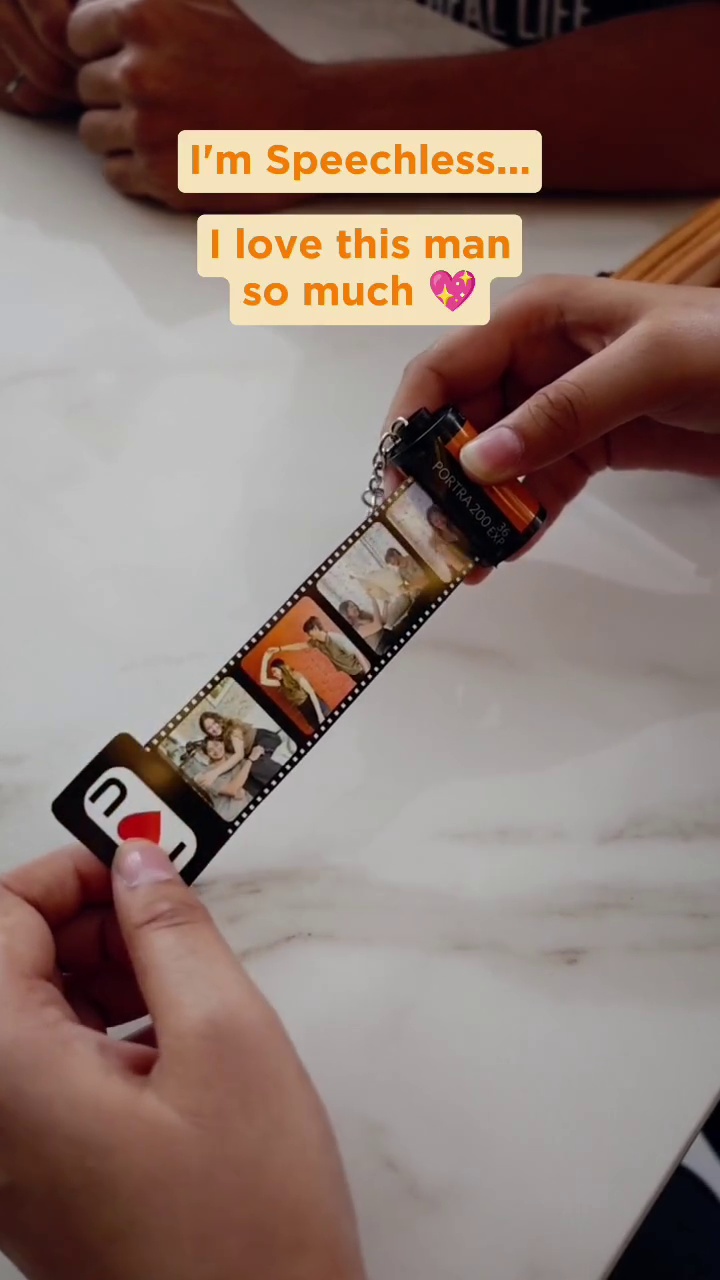 I'm Speechless...
I love this man
so much 💖
PORTRA 200
36
EXP